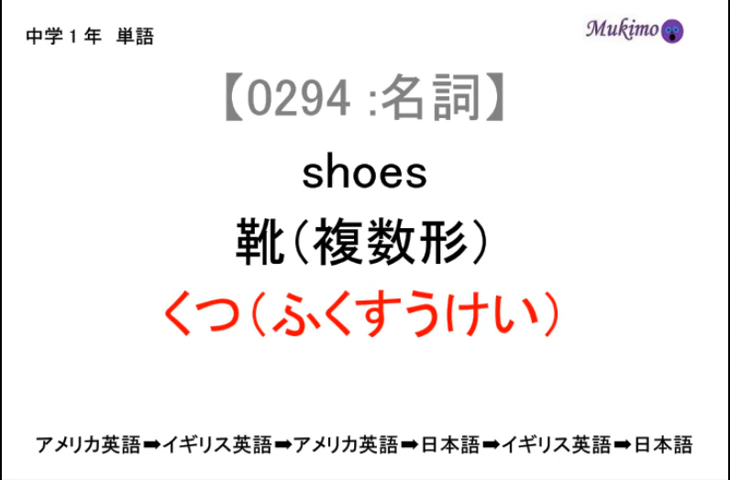 中学１年 単語
Mukimo
【0294 :名詞】
shoes
靴（複数形）
くつ（ふくすうけい）
アメリカ英語➡イギリス英語➡アメリカ英語➡日本語➡イギリス英語➡日本語